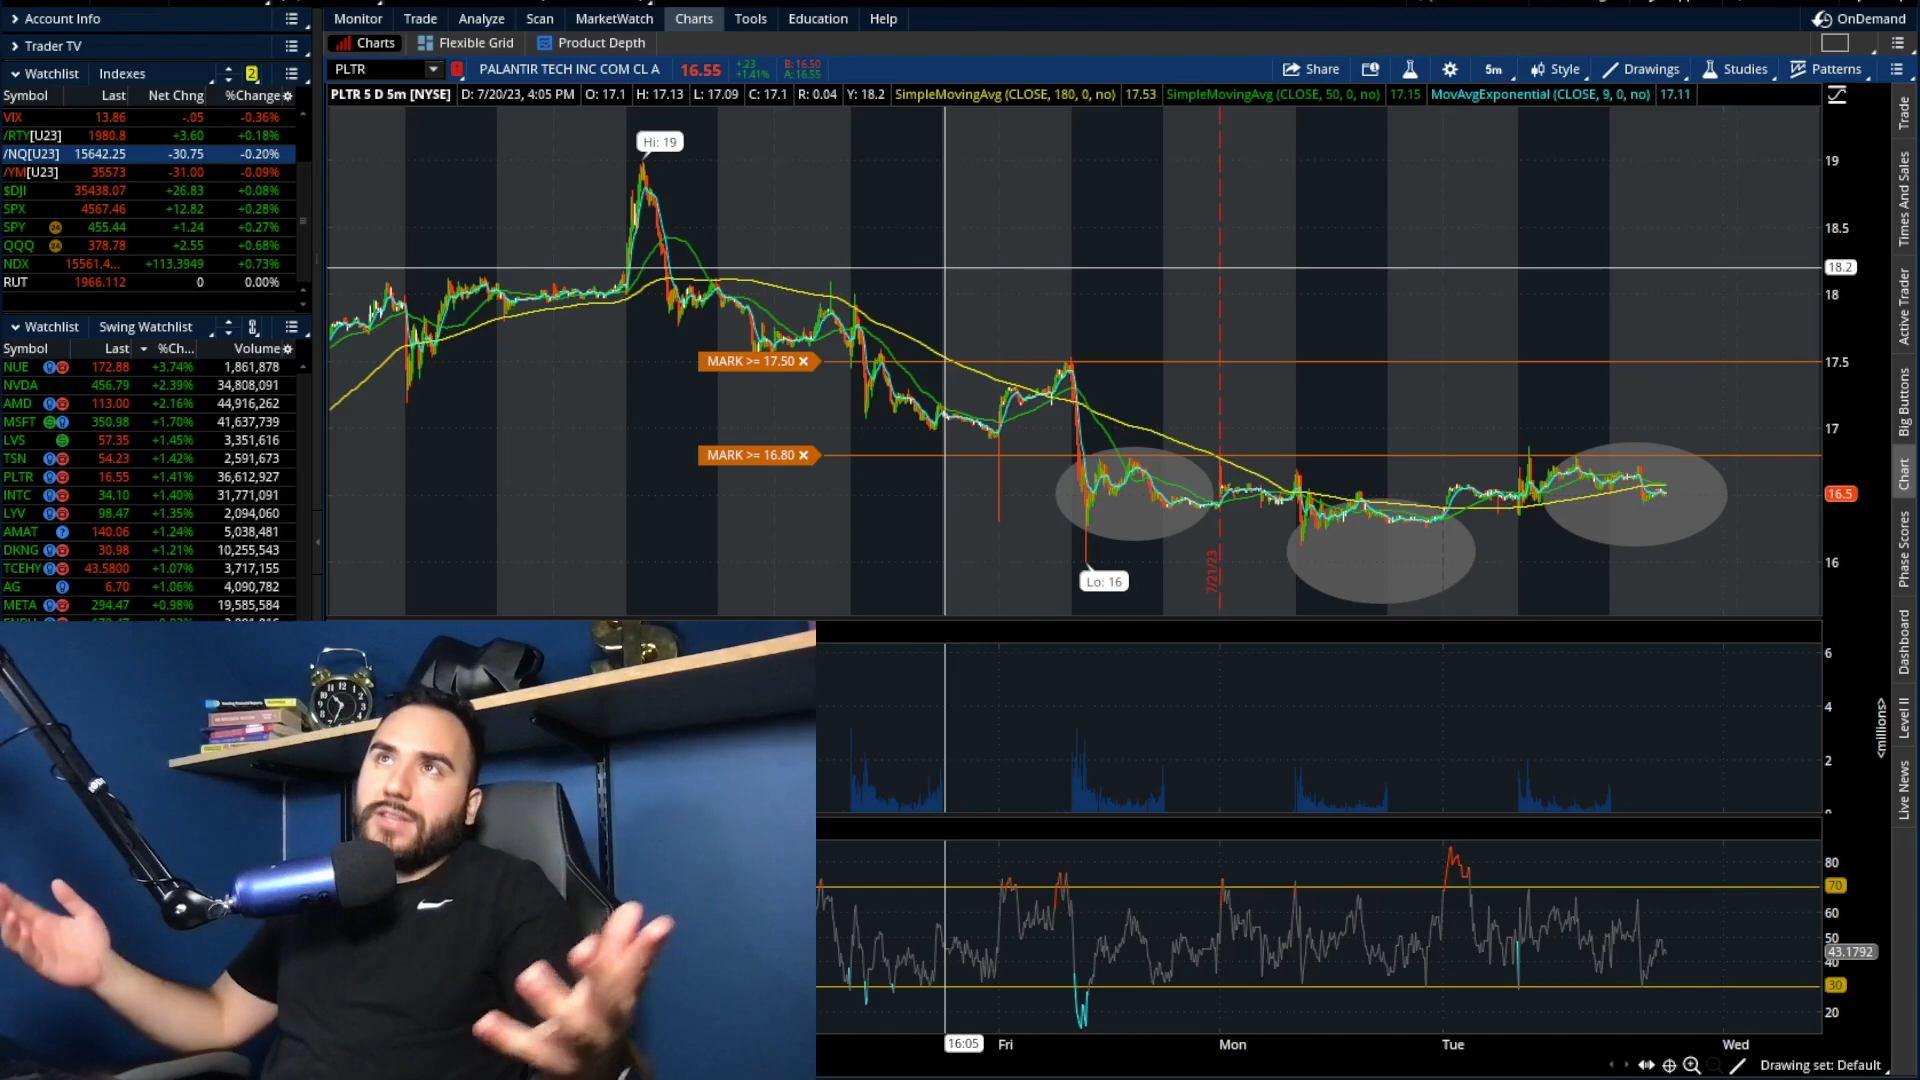 Account Info
Trader TV
Watchlist Indexes 2
Symbol Last Net Chng %Change
VIX 13.86 -.05 -0.36%
/RTY[U23] 1980.8 +3.60 +0.18%
/NQ[U23] 15642.25 -30.75 -0.20%
/YM[U23] 35573 -31.00 -0.09%
$DJI 35438.07 +26.83 +0.08%
SPX 4567.46 +12.82 +0.28%
SPY 24 455.44 +1.24 +0.27%
QQQ 24 378.78 +2.55 +0.68%
NDX 15561.4... +113.3949 +0.73%
RUT 1966.112 0 0.00%
Watchlist Swing Watchlist
Symbol Last %Ch... Volume
NUE 172.88 +3.74% 1,861,878
NVDA 456.79 +2.39% 34,808,091
AMD 113.00 +2.16% 44,916,262
MSFT 350.98 +1.70% 41,637,739
LVS 57.35 +1.45% 3,351,616
TSN 54.23 +1.42% 2,591,673
PLTR 16.55 +1.41% 36,612,927
INTC 34.10 +1.40% 31,771,091
LYV 98.47 +1.35% 2,094,060
AMAT 140.06 +1.24% 5,038,481
DKNG 30.98 +1.21% 10,255,543
TCEHY 43.5800 +1.07% 3,717,155
AG 6.70 +1.06% 4,090,782
META 294.47 +0.98% 19,585,584
Monitor Trade Analyze Scan MarketWatch Charts Tools Education Help OnDemand
Charts Flexible Grid Product Depth
PLTR PALANTIR TECH INC COM CL A 16.55 +.23 +1.41% B: 16.50 A: 16.55 Share 5m Style Drawings Studies Patterns
PLTR 5 D 5m [NYSE] D: 7/20/23, 4:05 PM O: 17.1 H: 17.13 L: 17.09 C: 17.1 R: 0.04 Y: 18.2 SimpleMovingAvg (CLOSE, 180, 0, no) 17.53 SimpleMovingAvg (CLOSE, 50, 0, no) 17.15 MovAvgExponential (CLOSE, 9, 0, no) 17.11
Hi: 19
MARK >= 17.50
MARK >= 16.80
Lo: 16
7/21/23
19
18.5
18.2
18
17.5
17
16.5
16
6
4
2
0
<millions>
80
70
60
50
43.1792
40
30
20
16:05 Fri Mon Tue Wed
Drawing set: Default
Trade
Times And Sales
Active Trader
Big Buttons
Chart
Phase Scores
Dashboard
Level II
Live News